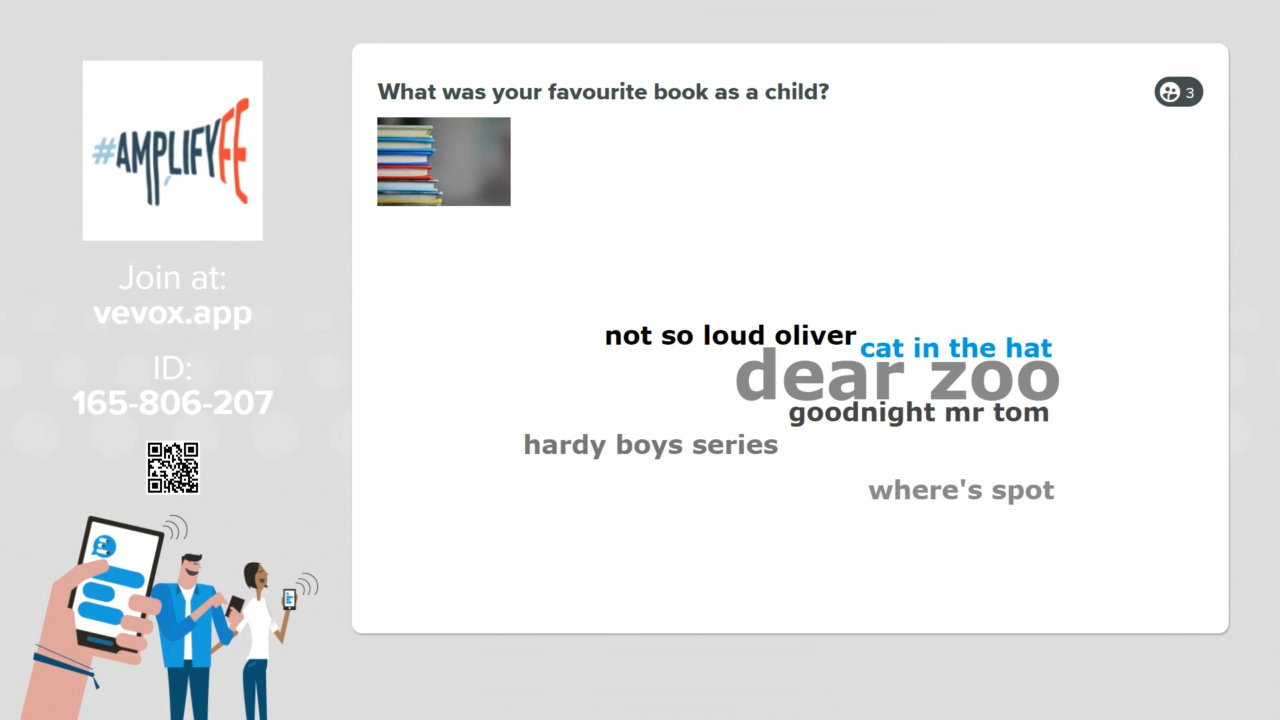 #AMPLIFYFE
Join at:
vevox.app
ID:
165-806-207
What was your favourite book as a child?
3
not so loud oliver
cat in the hat
dear zoo
goodnight mr tom
hardy boys series
where's spot